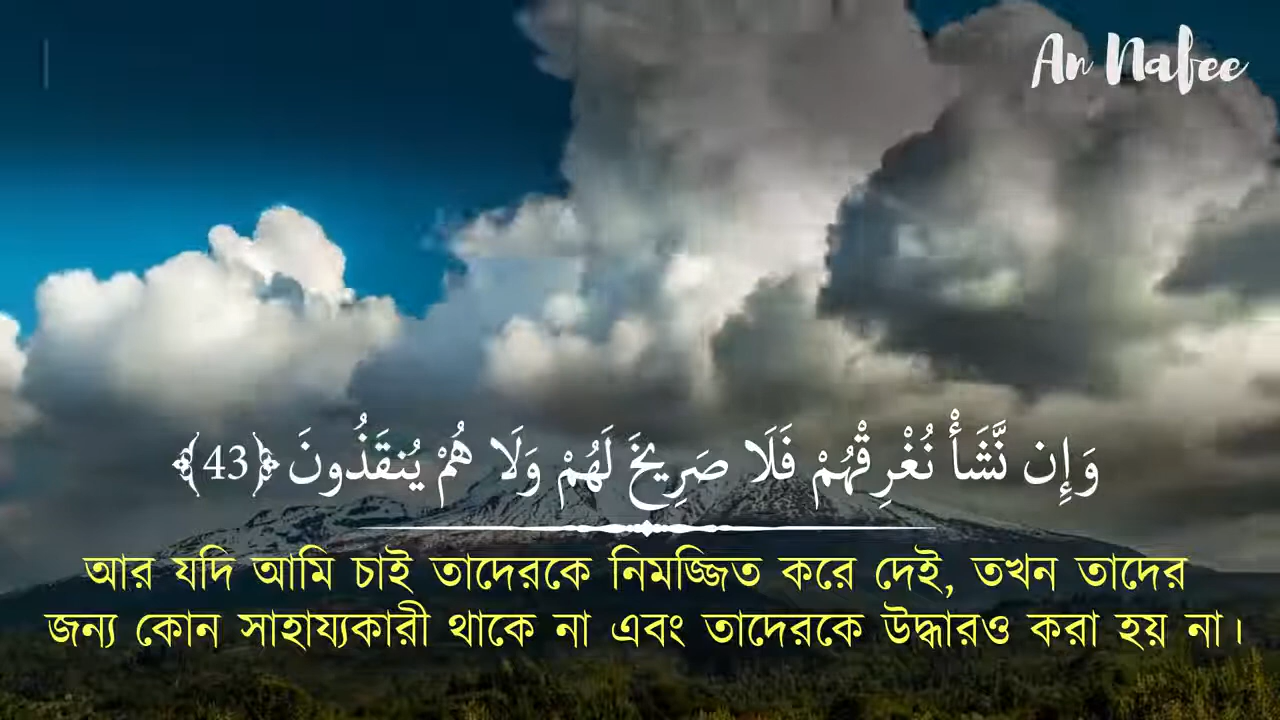 An Nafee
وَإِن نَّشَأْ نُغْرِقْهُمْ فَلَا صَرِيخَ لَهُمْ وَلَا هُمْ يُنقَذُونَ ﴿43﴾
আর যদি আমি চাই তাদেরকে নিমজ্জিত করে দেই, তখন তাদের
জন্য কোন সাহায্যকারী থাকে না এবং তাদেরকে উদ্ধারও করা হয় না।